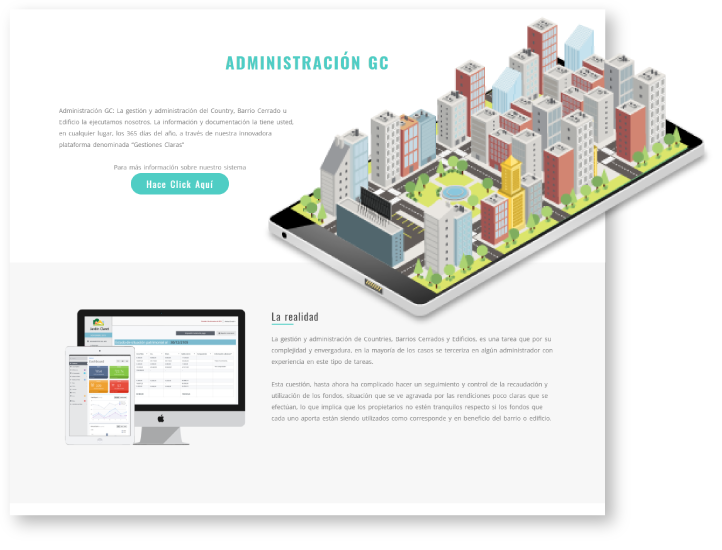 ADMINISTRACIÓN GC
Administración GC: La gestión y administración del Country, Barrio Cerrado u
Edificio la ejecutamos nosotros. La información y documentación la tiene usted,
en cualquier lugar, los 365 días del año, a través de nuestra innovadora
plataforma denominada "Gestiones Claras"
Para más información sobre nuestro sistema
Hace Click Aquí
La realidad
La gestión y administración de Countries, Barrios Cerrados y Edificios, es una tarea que por su
complejidad y envergadura, en la mayoría de los casos se terceriza en algún administrador con
experiencia en este tipo de tareas.
Esta cuestión, hasta ahora ha complicado hacer un seguimiento y control de la recaudación y
utilización de los fondos, situación que se ve agravada por las rendiciones poco claras que se
efectúan, lo que implica que los propietarios no estén tranquilos respecto si los fondos que
cada uno aporta están siendo utilizados como corresponde y en beneficio del barrio o edificio.